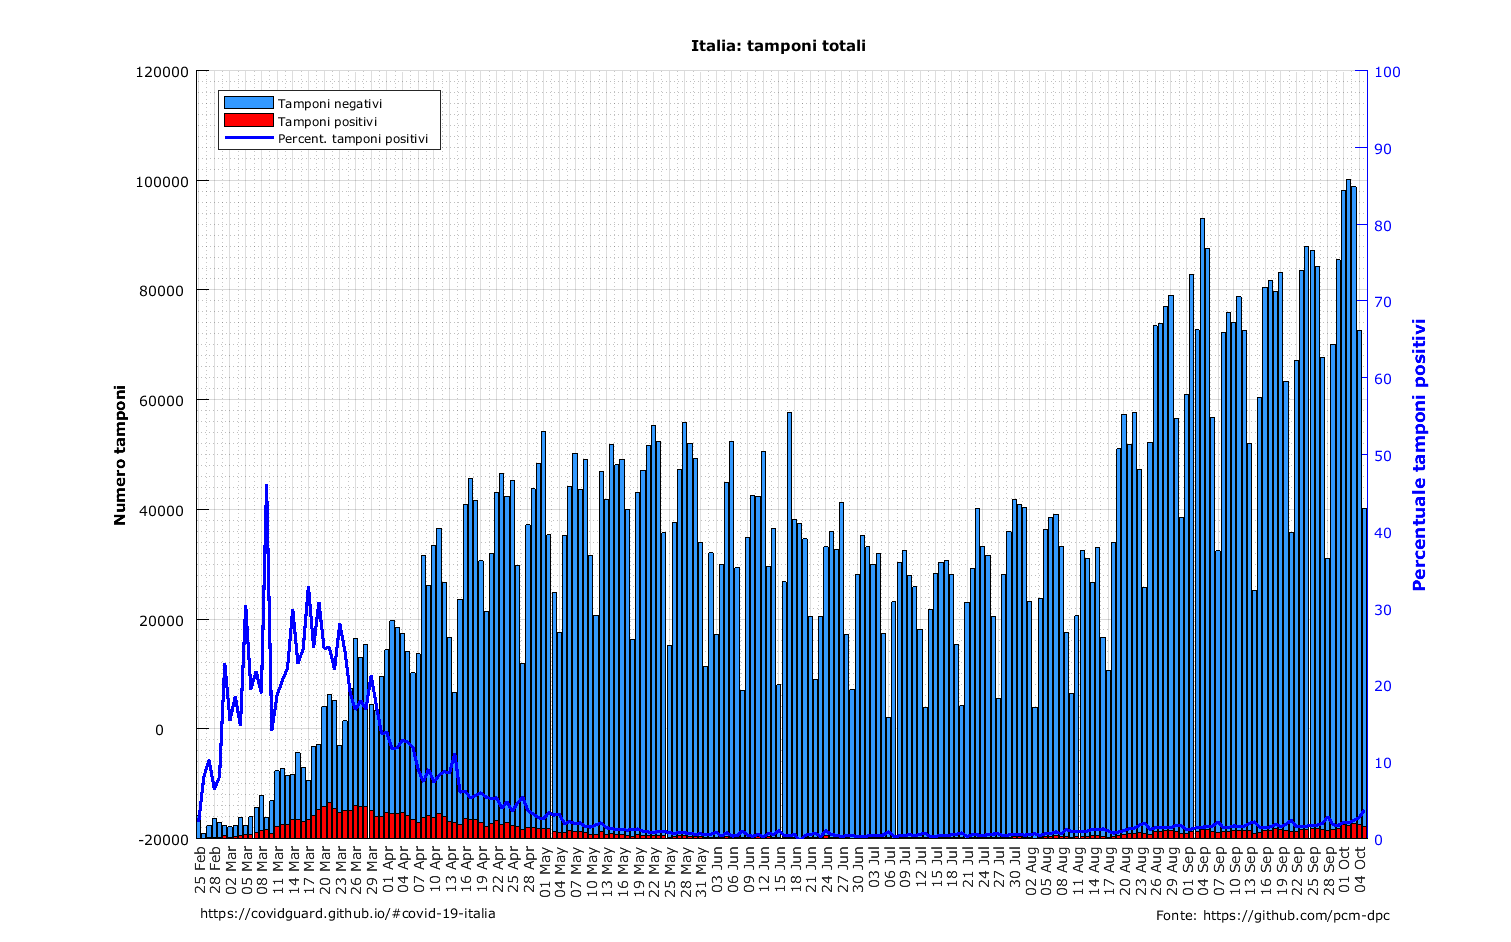 Italia: tamponi totali
Tamponi negativi
Tamponi positivi
Percent. tamponi positivi
Numero tamponi
120000
100000
80000
60000
40000
20000
0
-20000
Percentuale tamponi positivi
100
90
80
70
60
50
40
30
20
10
0
25 Feb
28 Feb
02 Mar
05 Mar
08 Mar
11 Mar
14 Mar
17 Mar
20 Mar
23 Mar
26 Mar
29 Mar
01 Apr
04 Apr
07 Apr
10 Apr
13 Apr
16 Apr
19 Apr
22 Apr
25 Apr
28 Apr
01 May
04 May
07 May
10 May
13 May
16 May
19 May
22 May
25 May
28 May
31 May
03 Jun
06 Jun
09 Jun
12 Jun
15 Jun
18 Jun
21 Jun
24 Jun
27 Jun
30 Jun
03 Jul
06 Jul
09 Jul
12 Jul
15 Jul
18 Jul
21 Jul
24 Jul
27 Jul
30 Jul
02 Aug
05 Aug
08 Aug
11 Aug
14 Aug
17 Aug
20 Aug
23 Aug
26 Aug
29 Aug
01 Sep
04 Sep
07 Sep
10 Sep
13 Sep
16 Sep
19 Sep
22 Sep
25 Sep
28 Sep
01 Oct
04 Oct
https://covidguard.github.io/#covid-19-italia
Fonte: https://github.com/pcm-dpc